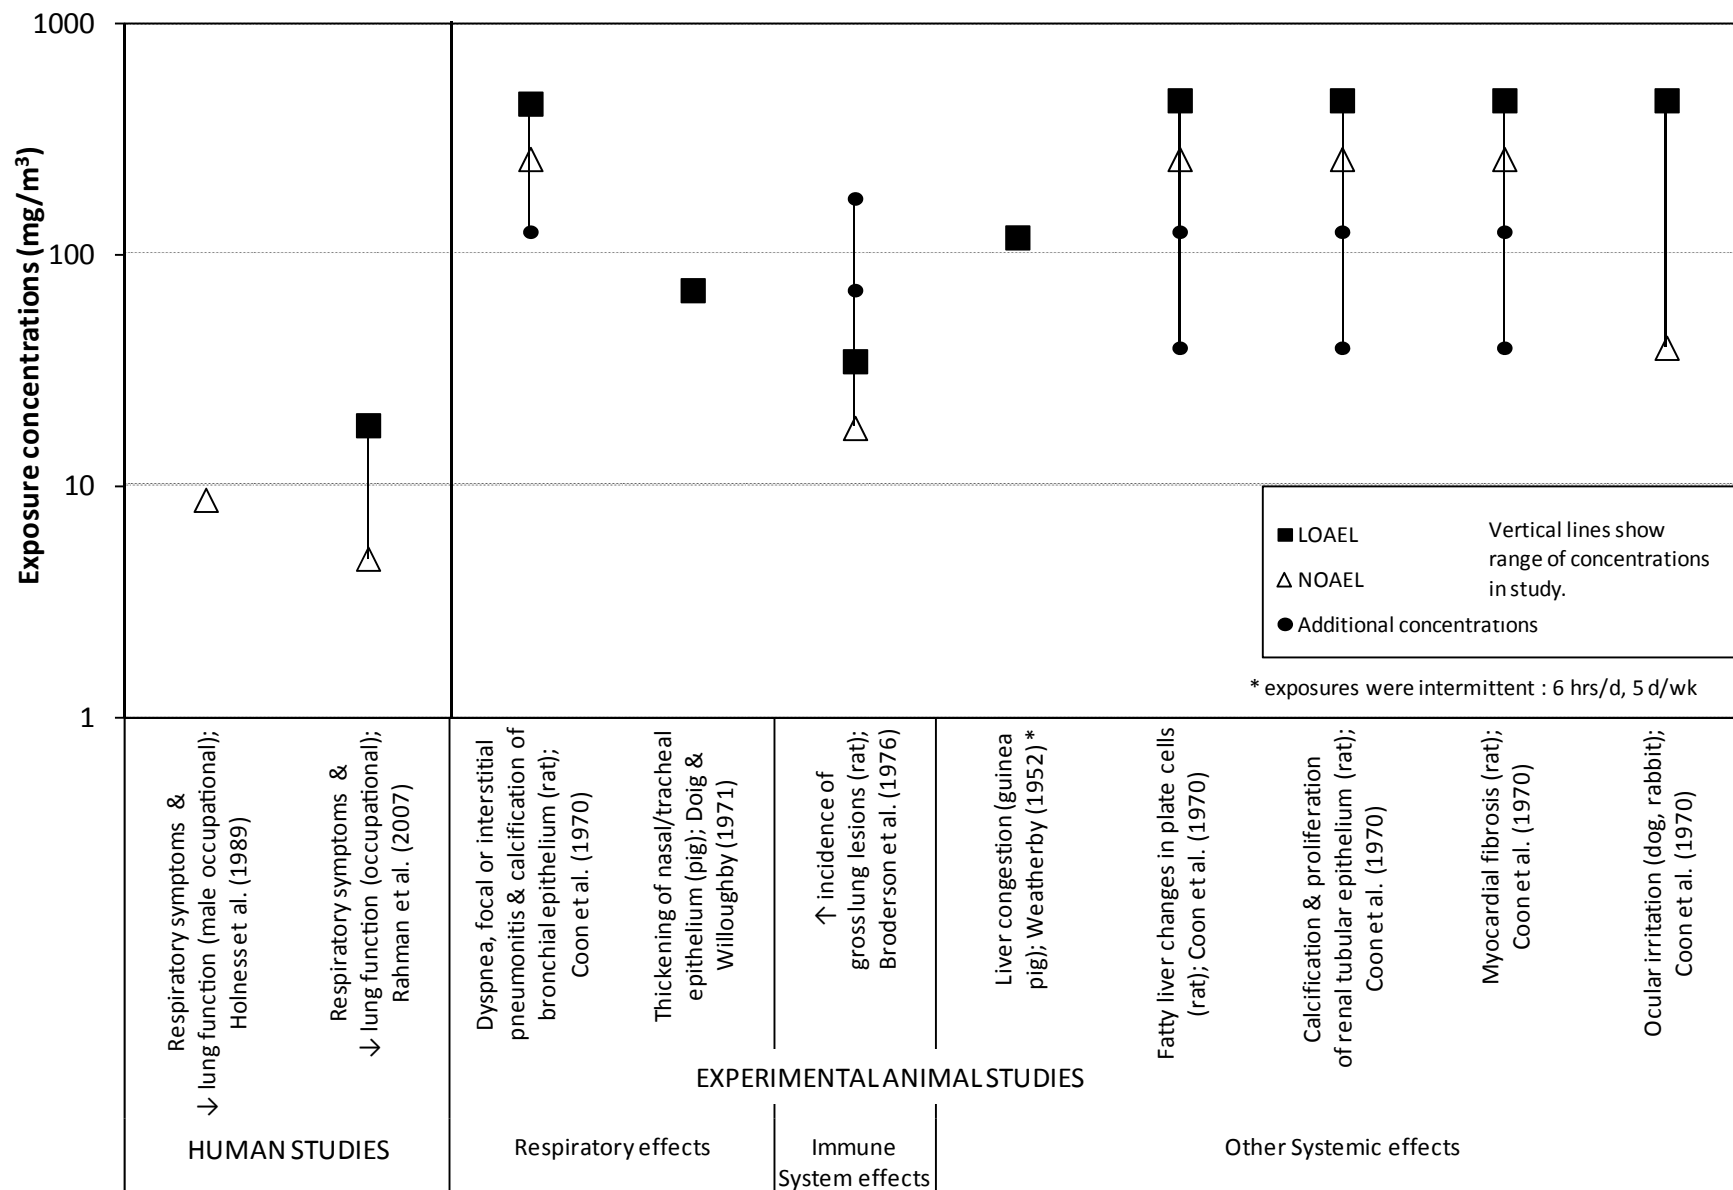 1000
100
10
1
Exposure concentrations (mg/m³)
LOAEL
NOAEL
Additional concentrations
Vertical lines show
range of concentrations
in study.
* exposures were intermittent : 6 hrs/d, 5 d/wk
Respiratory symptoms &
↓ lung function (male occupational);
Holness et al. (1989)
Respiratory symptoms &
↓ lung function (occupational);
Rahman et al. (2007)
Dyspnea, focal or interstitial
pneumonitis & calcification of
bronchial epithelium (rat);
Coon et al. (1970)
Thickening of nasal/tracheal
epithelium (pig); Doig &
Willoughby (1971)
↑ incidence of
gross lung lesions (rat);
Broderson et al. (1976)
Liver congestion (guinea
pig); Weatherby (1952) *
Fatty liver changes in plate cells
(rat); Coon et al. (1970)
Calcification & proliferation
of renal tubular epithelium (rat);
Coon et al. (1970)
Myocardial fibrosis (rat);
Coon et al. (1970)
Ocular irritation (dog, rabbit);
Coon et al. (1970)
EXPERIMENTAL ANIMAL STUDIES
HUMAN STUDIES
Respiratory effects
Immune
System effects
Other Systemic effects